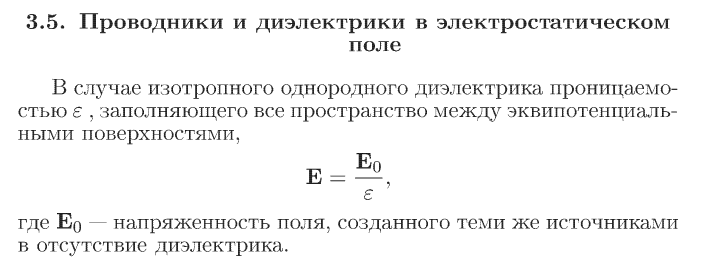 3.5. Проводники и диэлектрики в электростатическом
поле
В случае изотропного однородного диэлектрика проницаемо-
стью ε , заполняющего все пространство между эквипотенциаль-
ными поверхностями,
E = E₀/ε,
где E₀ — напряженность поля, созданного теми же источниками
в отсутствие диэлектрика.